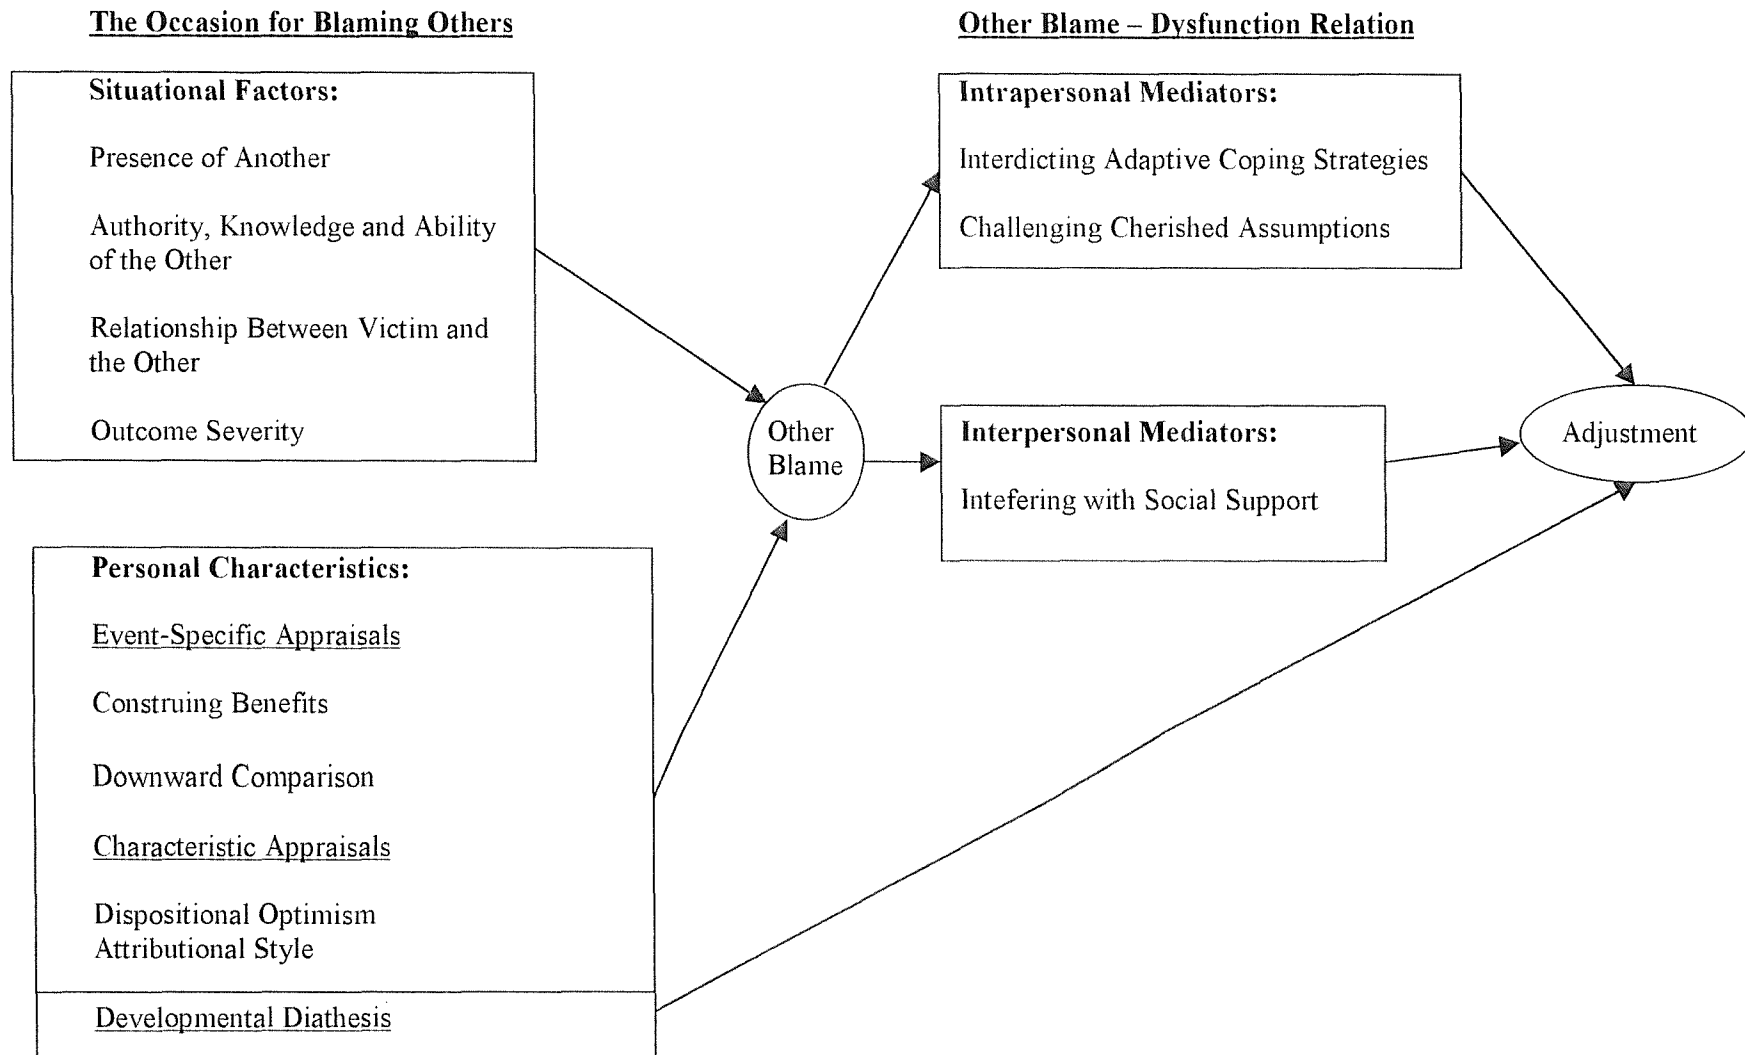 The Occasion for Blaming Others
Situational Factors:
Presence of Another
Authority, Knowledge and Ability
of the Other
Relationship Between Victim and
the Other
Outcome Severity
Personal Characteristics:
Event-Specific Appraisals
Construing Benefits
Downward Comparison
Characteristic Appraisals
Dispositional Optimism
Attributional Style
Developmental Diathesis
Other
Blame
Other Blame – Dysfunction Relation
Intrapersonal Mediators:
Interdicting Adaptive Coping Strategies
Challenging Cherished Assumptions
Interpersonal Mediators:
Intefering with Social Support
Adjustment